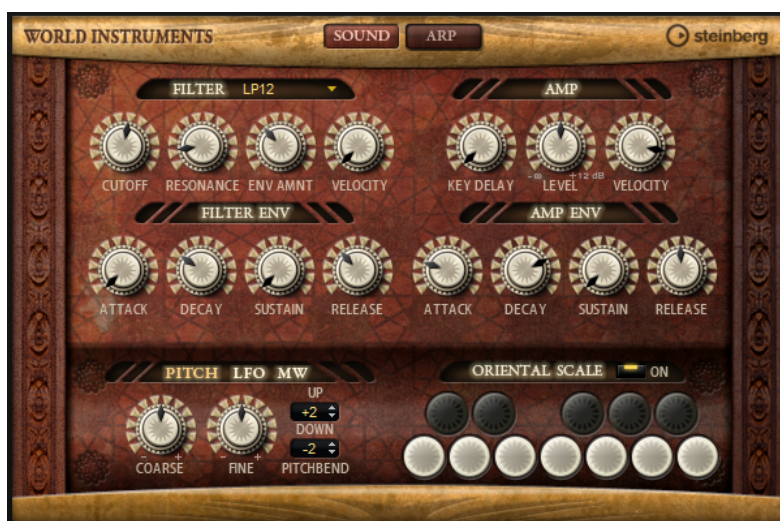 WORLD INSTRUMENTS SOUND ARP steinberg
FILTER LP12
CUTOFF RESONANCE ENV AMNT VELOCITY
AMP
KEY DELAY -∞ LEVEL +12 dB VELOCITY
FILTER ENV
ATTACK DECAY SUSTAIN RELEASE
AMP ENV
ATTACK DECAY SUSTAIN RELEASE
PITCH LFO MW
UP
+2
DOWN
-2
- + - +
COARSE FINE PITCHBEND
ORIENTAL SCALE ON